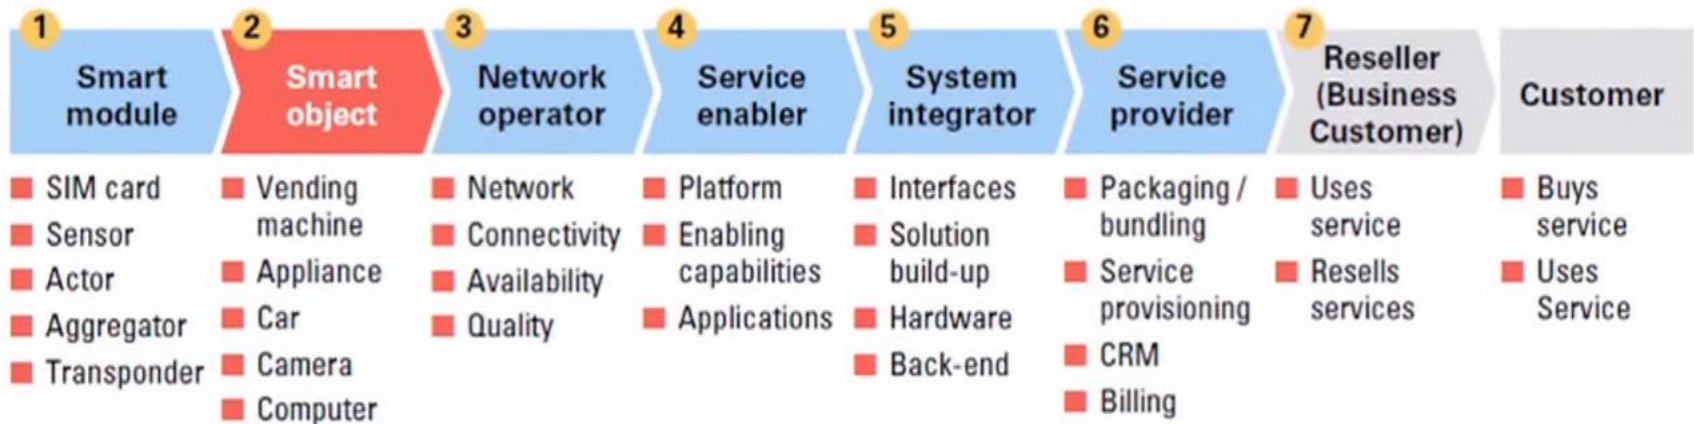 1
Smart
module
SIM card
Sensor
Actor
Aggregator
Transponder
2
Smart
object
Vending
machine
Appliance
Car
Camera
Computer
3
Network
operator
Network
Connectivity
Availability
Quality
4
Service
enabler
Platform
Enabling
capabilities
Applications
5
System
integrator
Interfaces
Solution
build-up
Hardware
Back-end
6
Service
provider
Packaging /
bundling
Service
provisioning
CRM
Billing
7
Reseller
(Business
Customer)
Uses
service
Resells
services
Customer
Buys
service
Uses
Service